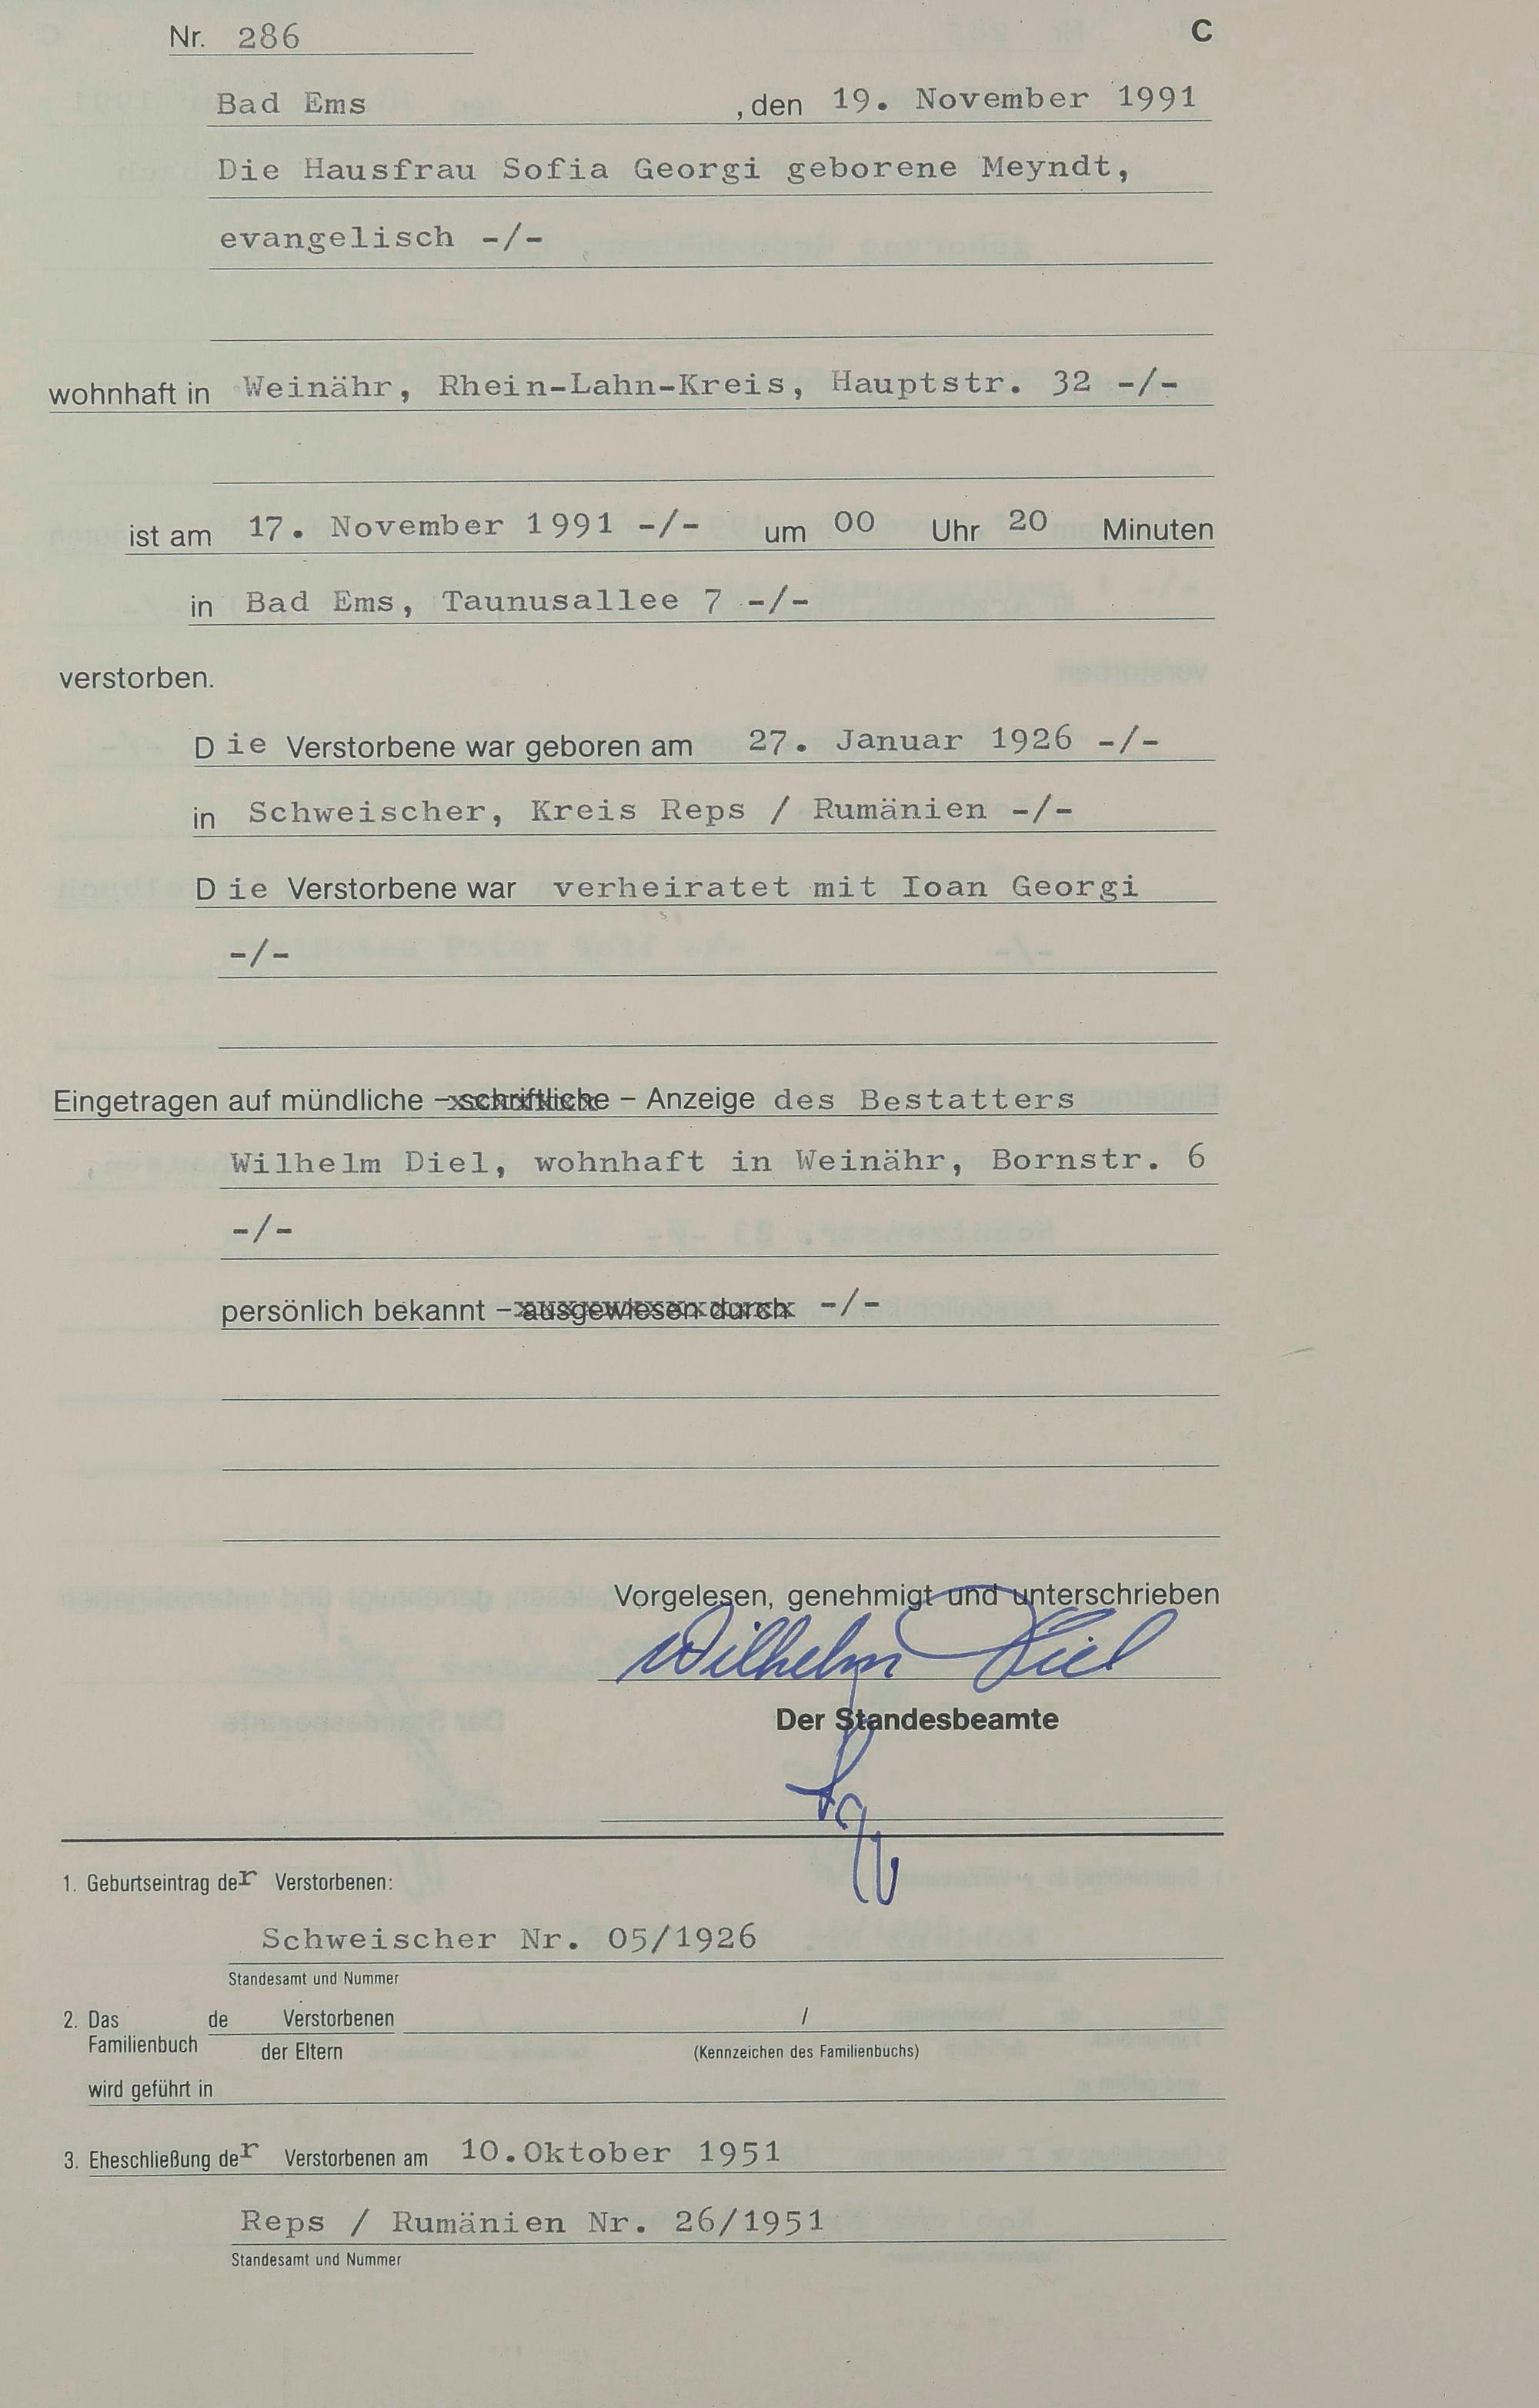 Nr. 286 C
Bad Ems , den 19. November 1991
Die Hausfrau Sofia Georgi geborene Meyndt,
evangelisch -/-
wohnhaft in Weinähr, Rhein-Lahn-Kreis, Hauptstr. 32 -/-
ist am 17. November 1991 -/- um 00 Uhr 20 Minuten
in Bad Ems, Taunusallee 7 -/-
verstorben.
Die Verstorbene war geboren am 27. Januar 1926 -/-
in Schweischer, Kreis Reps / Rumänien -/-
Die Verstorbene war verheiratet mit Ioan Georgi
-/-
Eingetragen auf mündliche – schriftliche – Anzeige des Bestatters
Wilhelm Diel, wohnhaft in Weinähr, Bornstr. 6
-/-
persönlich bekannt – ausgewiesen durch -/-
Vorgelesen, genehmigt und unterschrieben
Wilhelm Diel
Der Standesbeamte
1. Geburtseintrag der Verstorbenen:
Schweischer Nr. 05/1926
Standesamt und Nummer
2. Das de Verstorbenen /
Familienbuch der Eltern (Kennzeichen des Familienbuchs)
wird geführt in
3. Eheschließung der Verstorbenen am 10.Oktober 1951
Reps / Rumänien Nr. 26/1951
Standesamt und Nummer